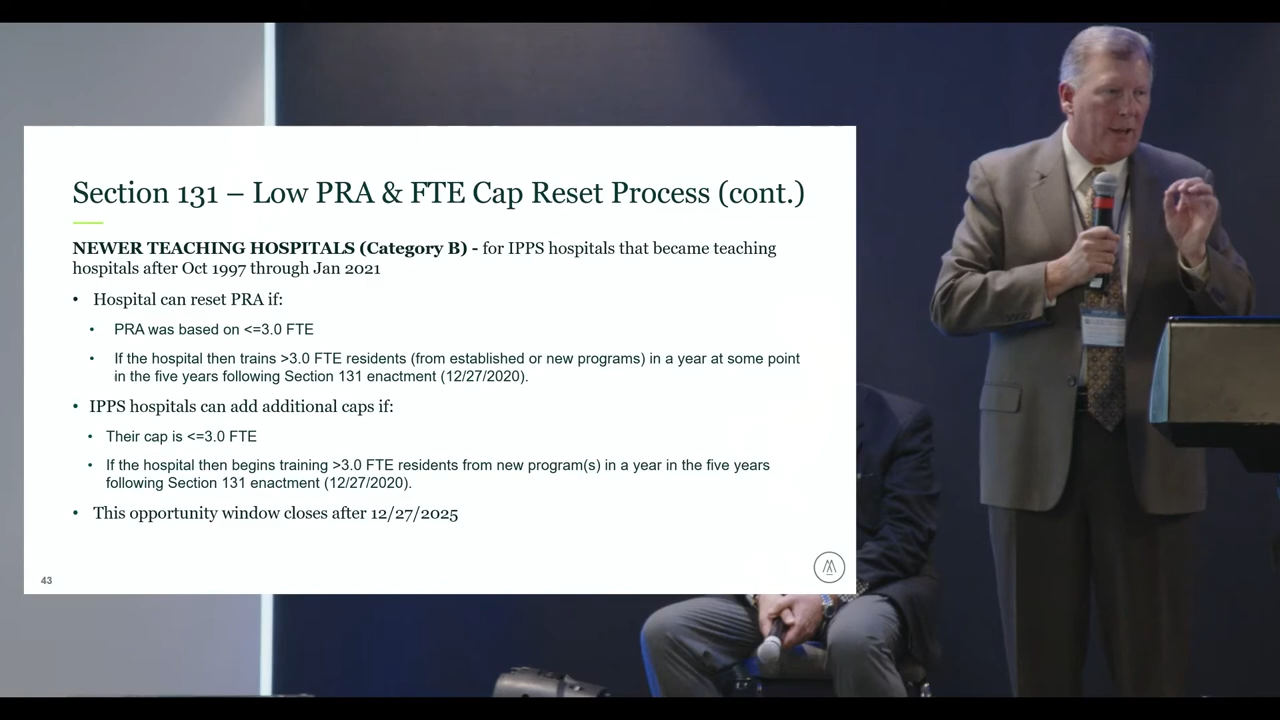 Section 131 – Low PRA & FTE Cap Reset Process (cont.)
NEWER TEACHING HOSPITALS (Category B) - for IPPS hospitals that became teaching
hospitals after Oct 1997 through Jan 2021
• Hospital can reset PRA if:
• PRA was based on <=3.0 FTE
• If the hospital then trains >3.0 FTE residents (from established or new programs) in a year at some point
in the five years following Section 131 enactment (12/27/2020).
• IPPS hospitals can add additional caps if:
• Their cap is <=3.0 FTE
• If the hospital then begins training >3.0 FTE residents from new program(s) in a year in the five years
following Section 131 enactment (12/27/2020).
• This opportunity window closes after 12/27/2025
43